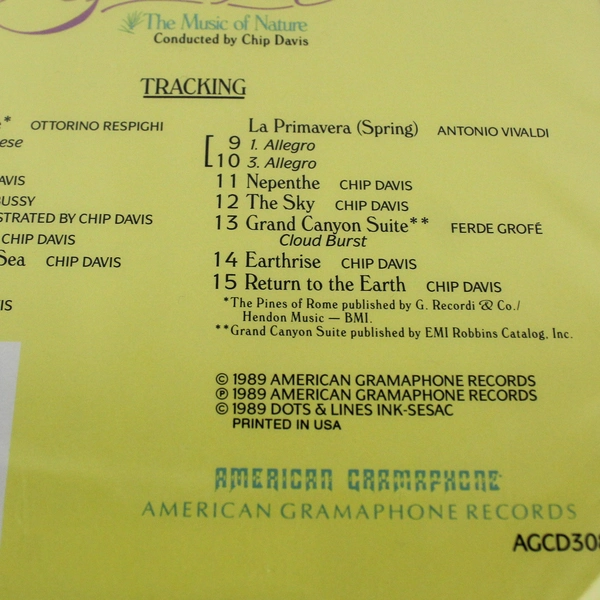 The Music of Nature
Conducted by Chip Davis
TRACKING
* OTTORINO RESPIGHI
BUSSY
STRATED BY CHIP DAVIS
CHIP DAVIS
Sea CHIP DAVIS
La Primavera (Spring) ANTONIO VIVALDI
9 1. Allegro
10 3. Allegro
11 Nepenthe CHIP DAVIS
12 The Sky CHIP DAVIS
13 Grand Canyon Suite** FERDE GROFÉ
Cloud Burst
14 Earthrise CHIP DAVIS
15 Return to the Earth CHIP DAVIS
*The Pines of Rome published by G. Recordi & Co./
Hendon Music — BMI.
**Grand Canyon Suite published by EMI Robbins Catalog, Inc.
© 1989 AMERICAN GRAMAPHONE RECORDS
℗ 1989 AMERICAN GRAMAPHONE RECORDS
© 1989 DOTS & LINES INK-SESAC
PRINTED IN USA
AMERICAN GRAMAPHONE
AMERICAN GRAMAPHONE RECORDS
AGCD308